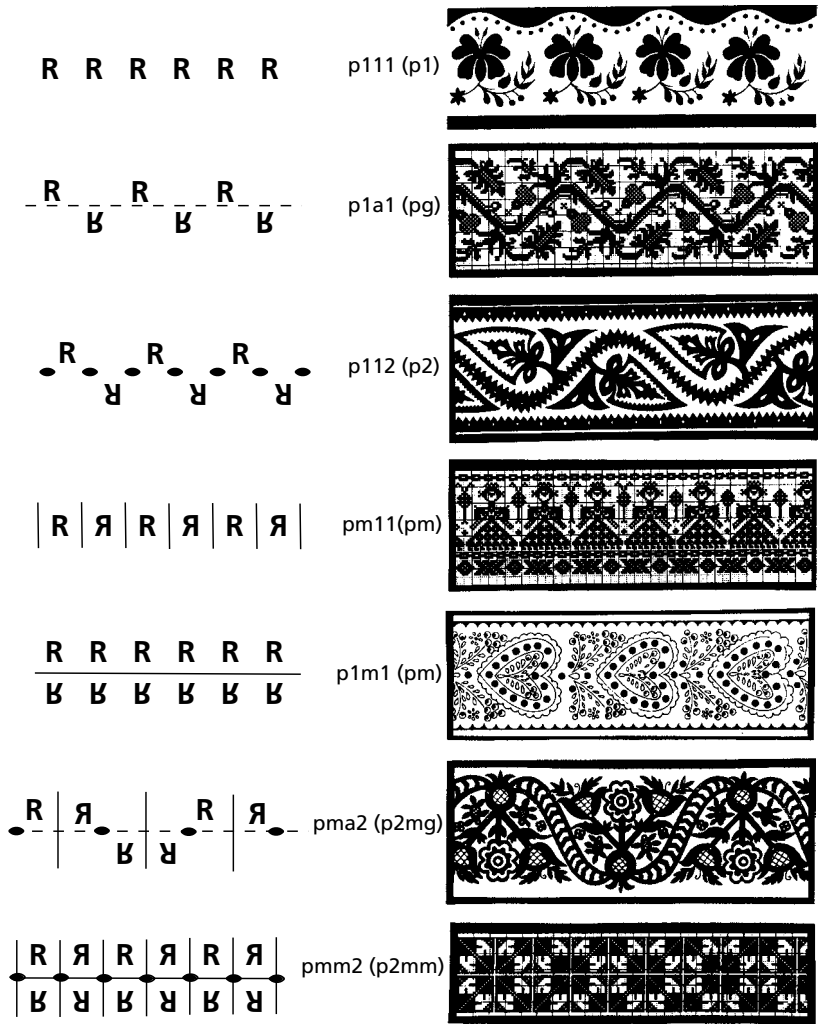 R R R R R R p111 (p1)
R R R
p1a1 (pg)
ʁ ʁ ʁ
R R R
p112 (p2)
ᴚ ᴚ ᴚ
R Я R Я R Я pm11(pm)
R R R R R R
p1m1 (pm)
ʁ ʁ ʁ ʁ ʁ ʁ
R Я R Я
pma2 (p2mg)
ʁ ᴚ
R Я R Я R Я
pmm2 (p2mm)
ʁ ᴚ ʁ ᴚ ʁ ᴚ